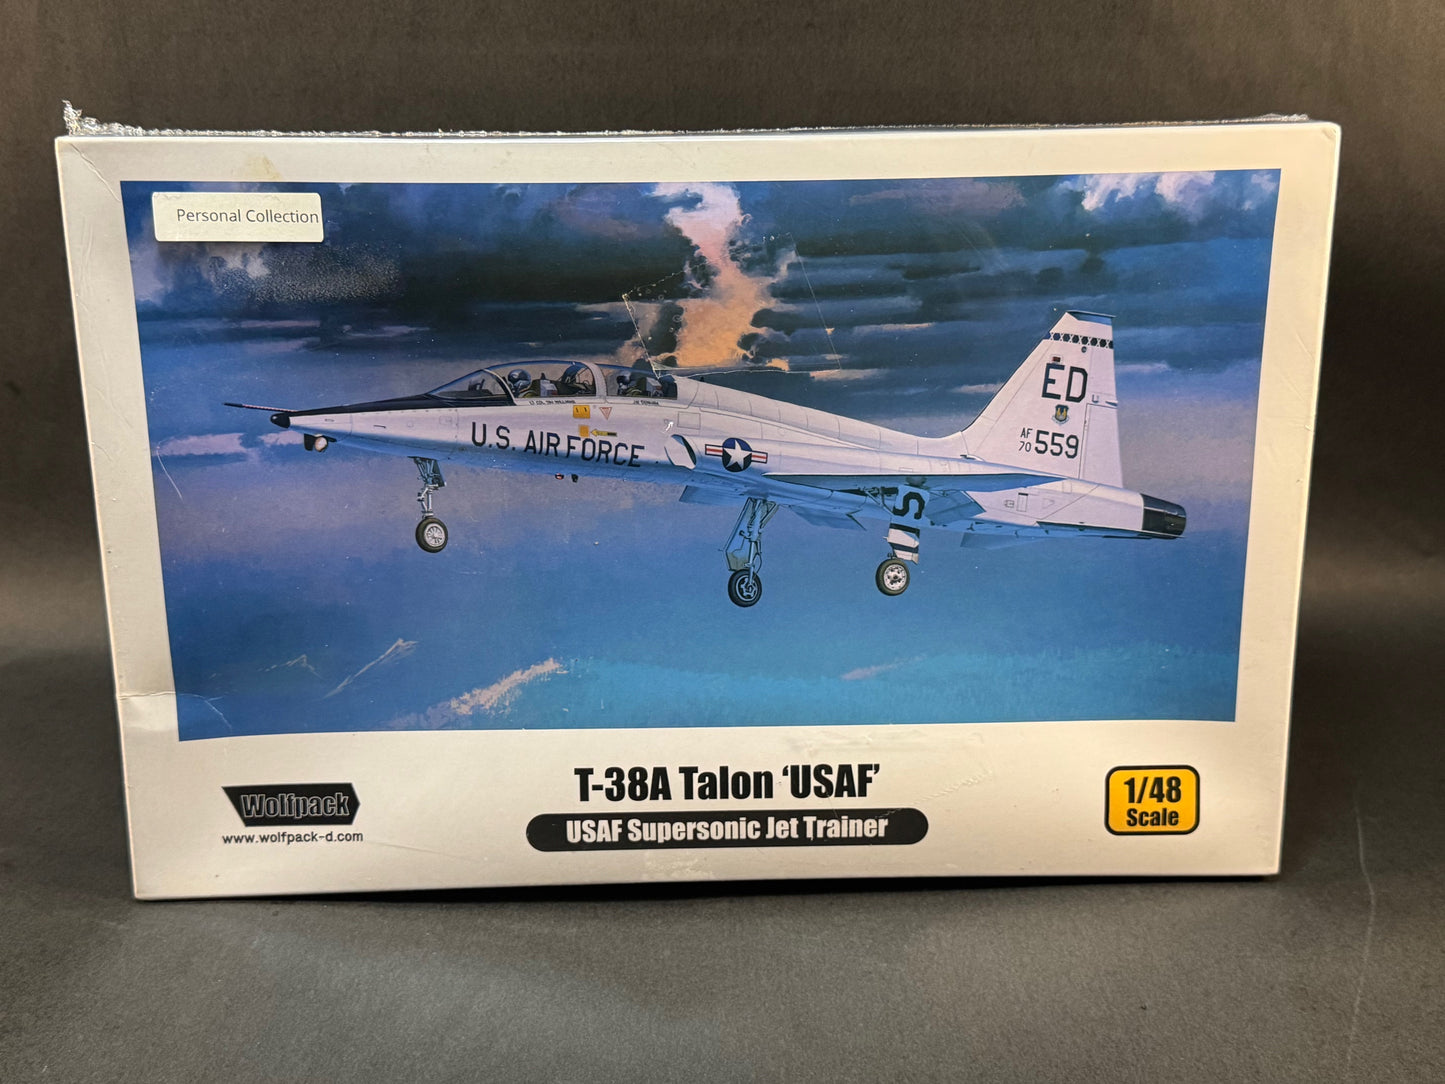 Personal Collection
ED
AF
70 559
U.S. AIR FORCE
US
Wolfpack
www.wolfpack-d.com
T-38A Talon ‘USAF’
USAF Supersonic Jet Trainer
1/48
Scale